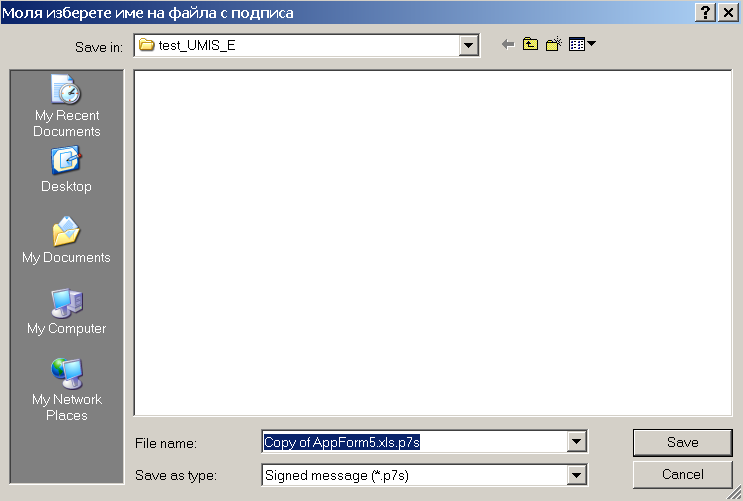 Моля изберете име на файла с подписа
Save in:
test_UMIS_E
My Recent
Documents
Desktop
My Documents
My Computer
My Network
Places
File name:
Copy of AppForm5.xls.p7s
Save
Save as type:
Signed message (*.p7s)
Cancel